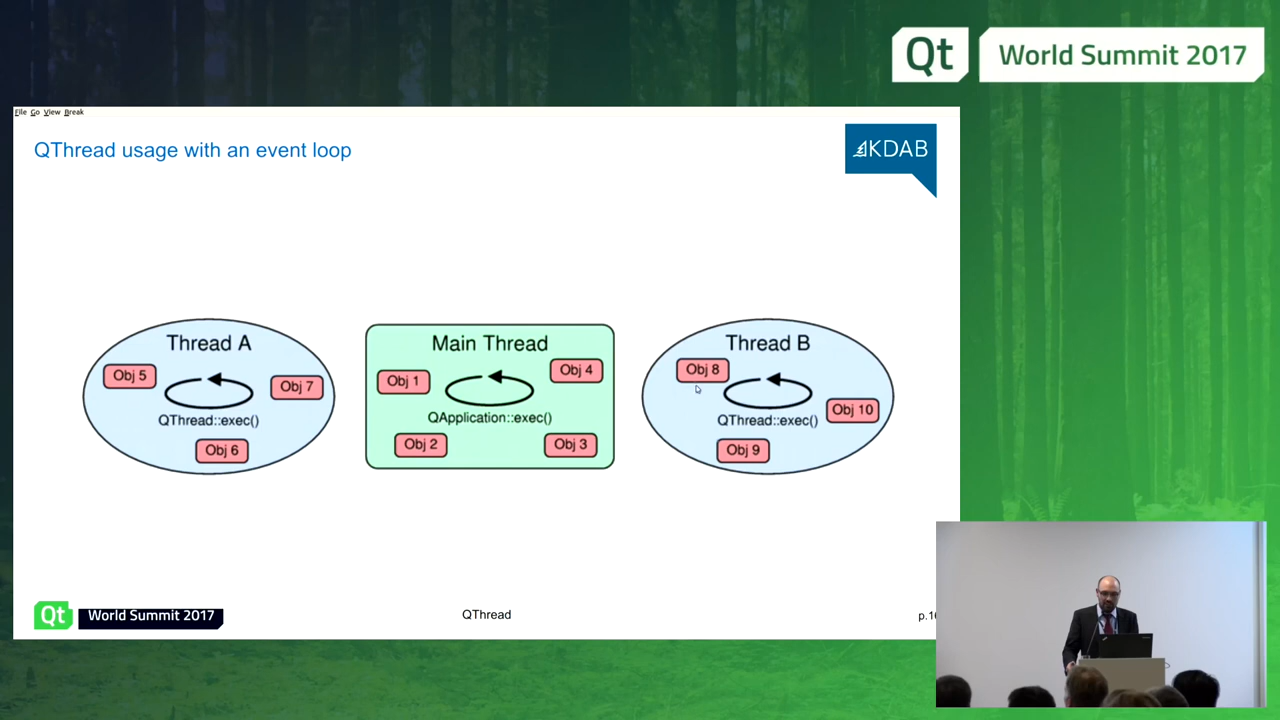 Qt World Summit 2017
File Go View Break
QThread usage with an event loop
KDAB
Thread A
Obj 5
Obj 7
QThread::exec()
Obj 6
Main Thread
Obj 1
Obj 4
QApplication::exec()
Obj 2
Obj 3
Thread B
Obj 8
Obj 10
QThread::exec()
Obj 9
Qt World Summit 2017
QThread